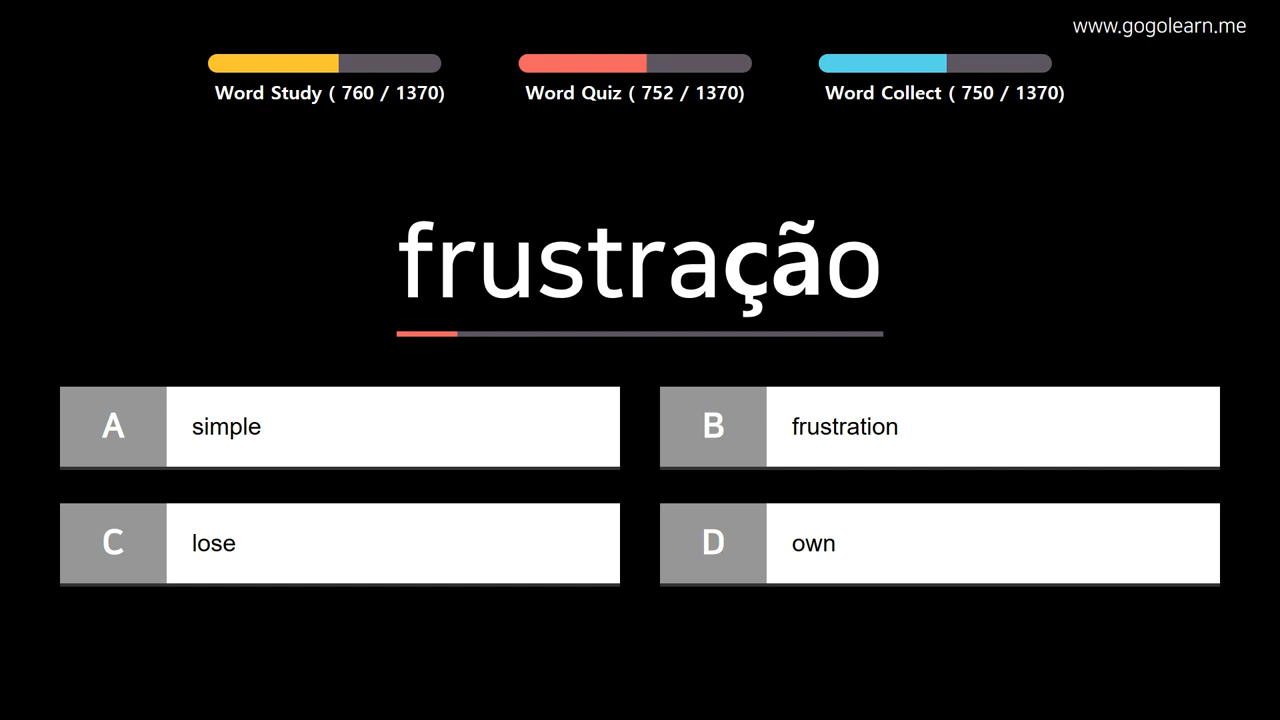 www.gogolearn.me
Word Study ( 760 / 1370)
Word Quiz ( 752 / 1370)
Word Collect ( 750 / 1370)
frustração
A simple
B frustration
C lose
D own